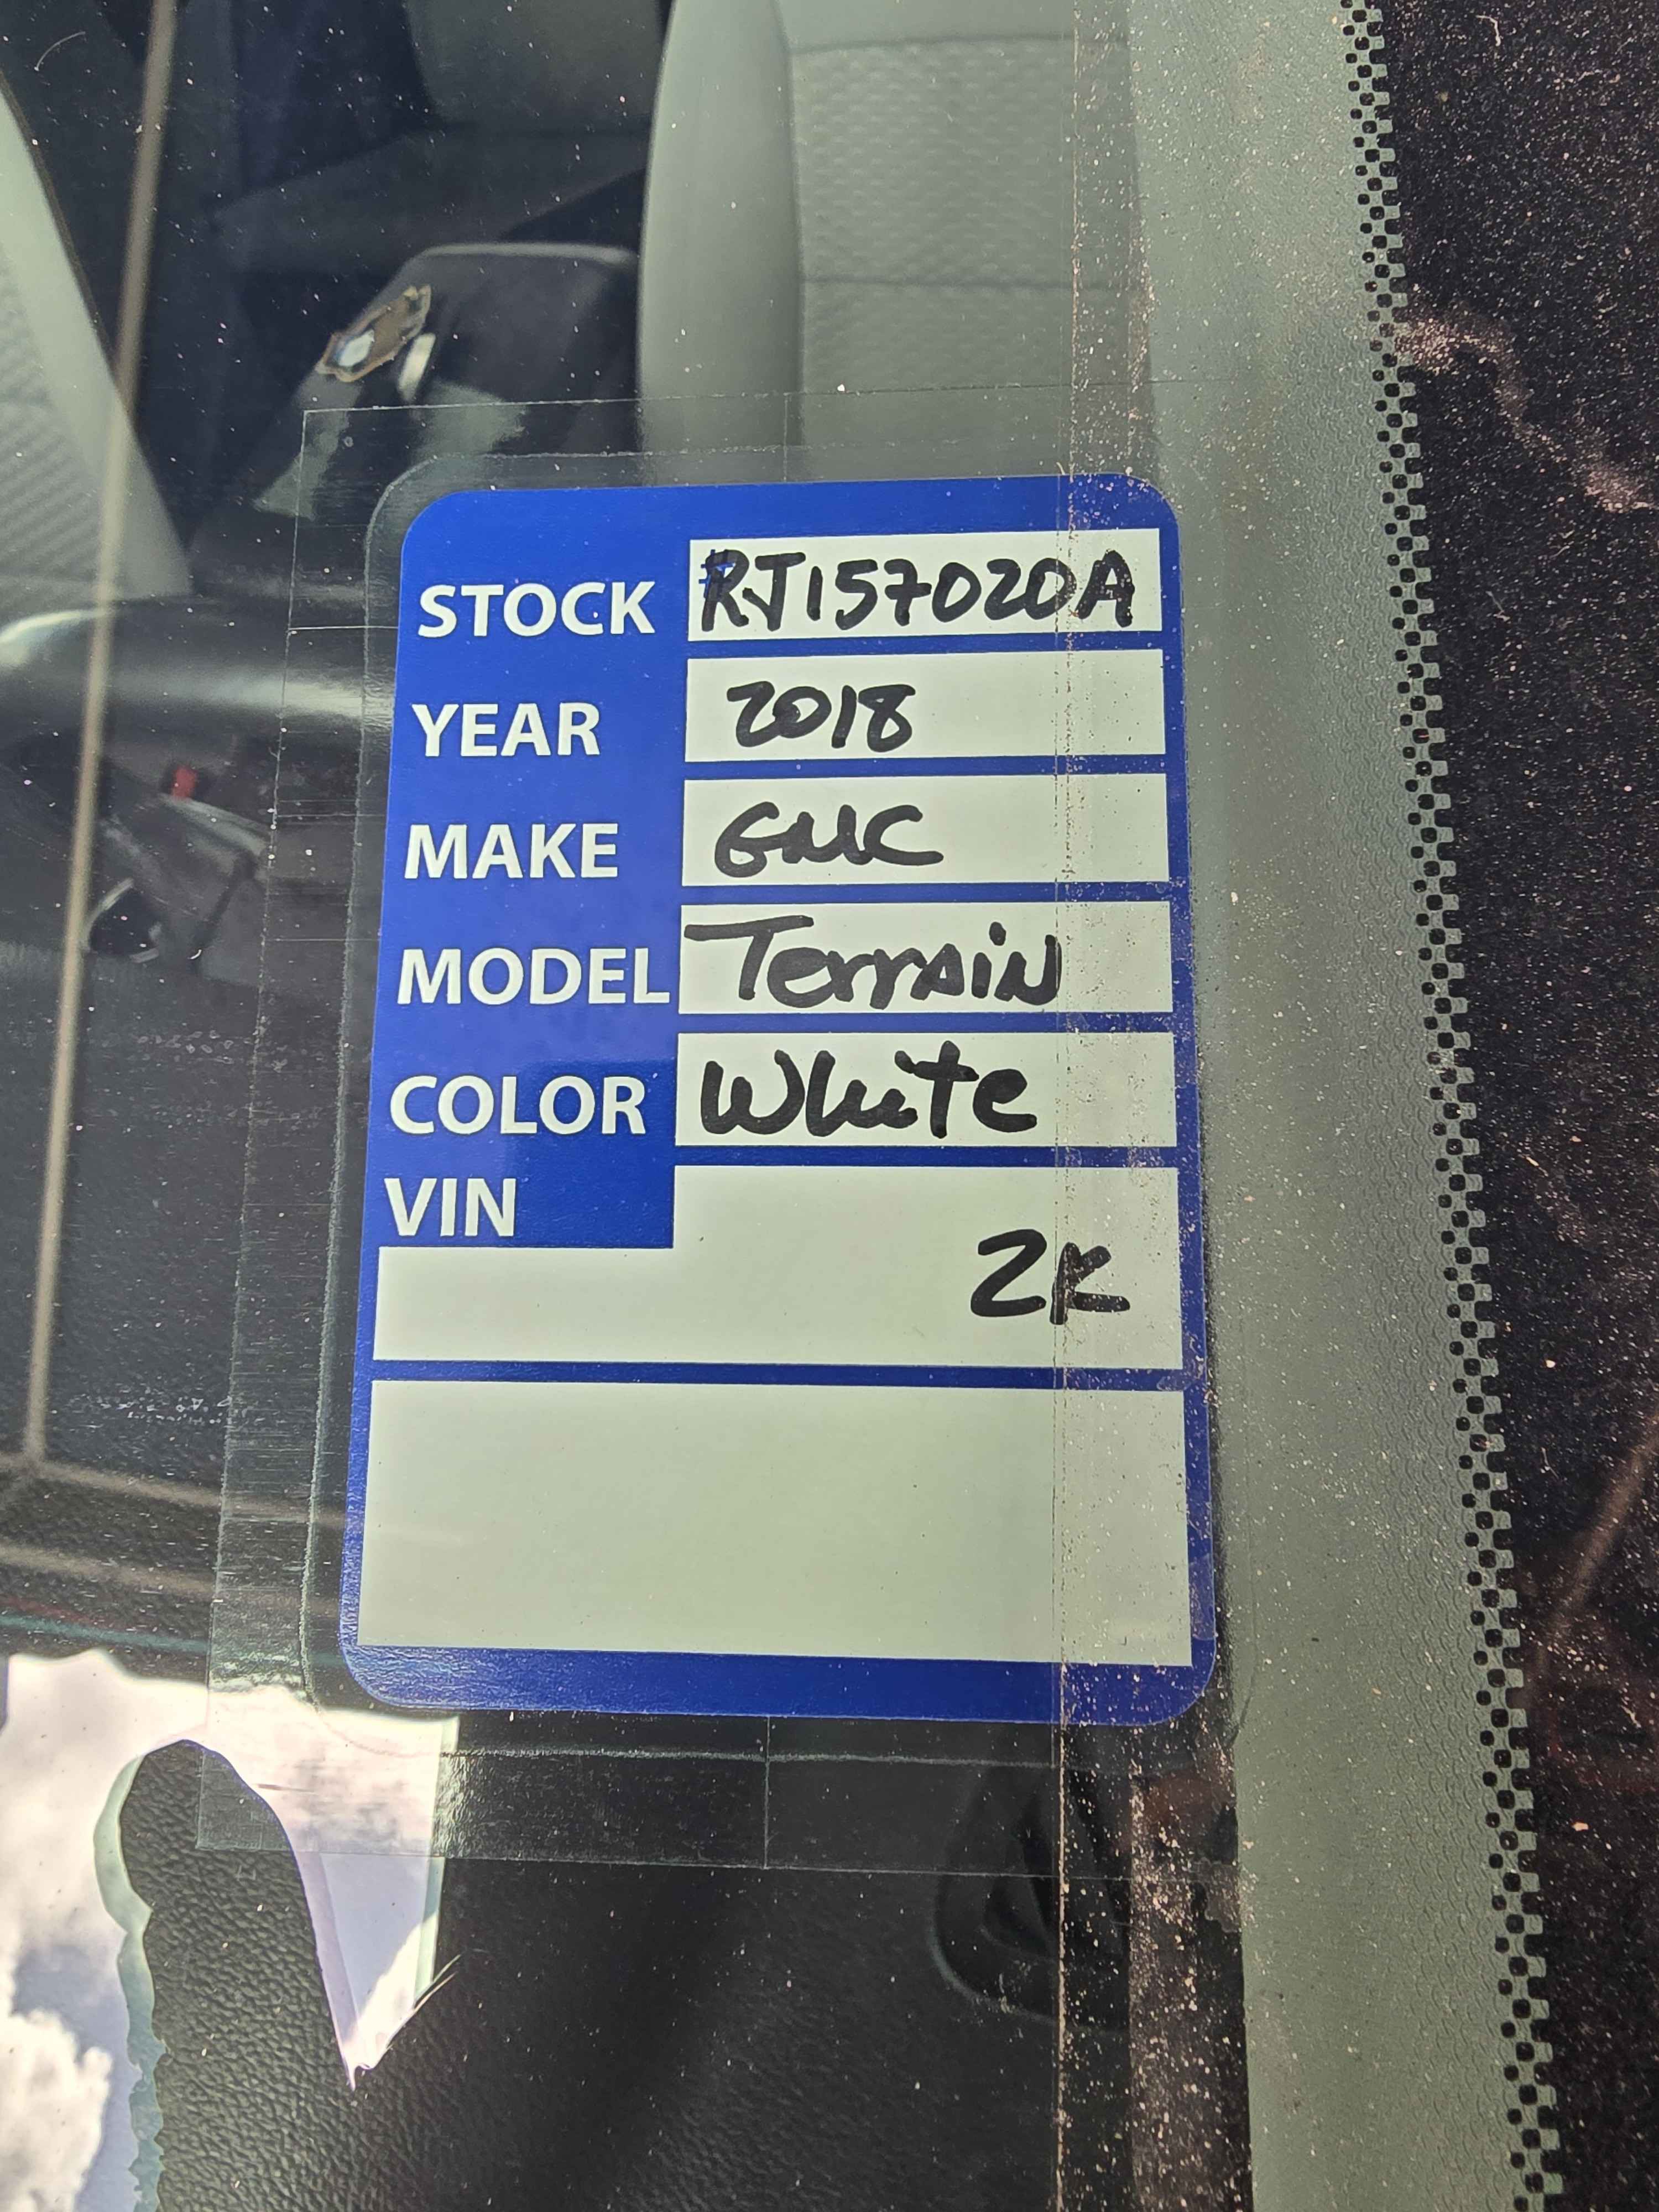 STOCK RJ157020A
YEAR 2018
MAKE GMC
MODEL Terrain
COLOR White
VIN
2K